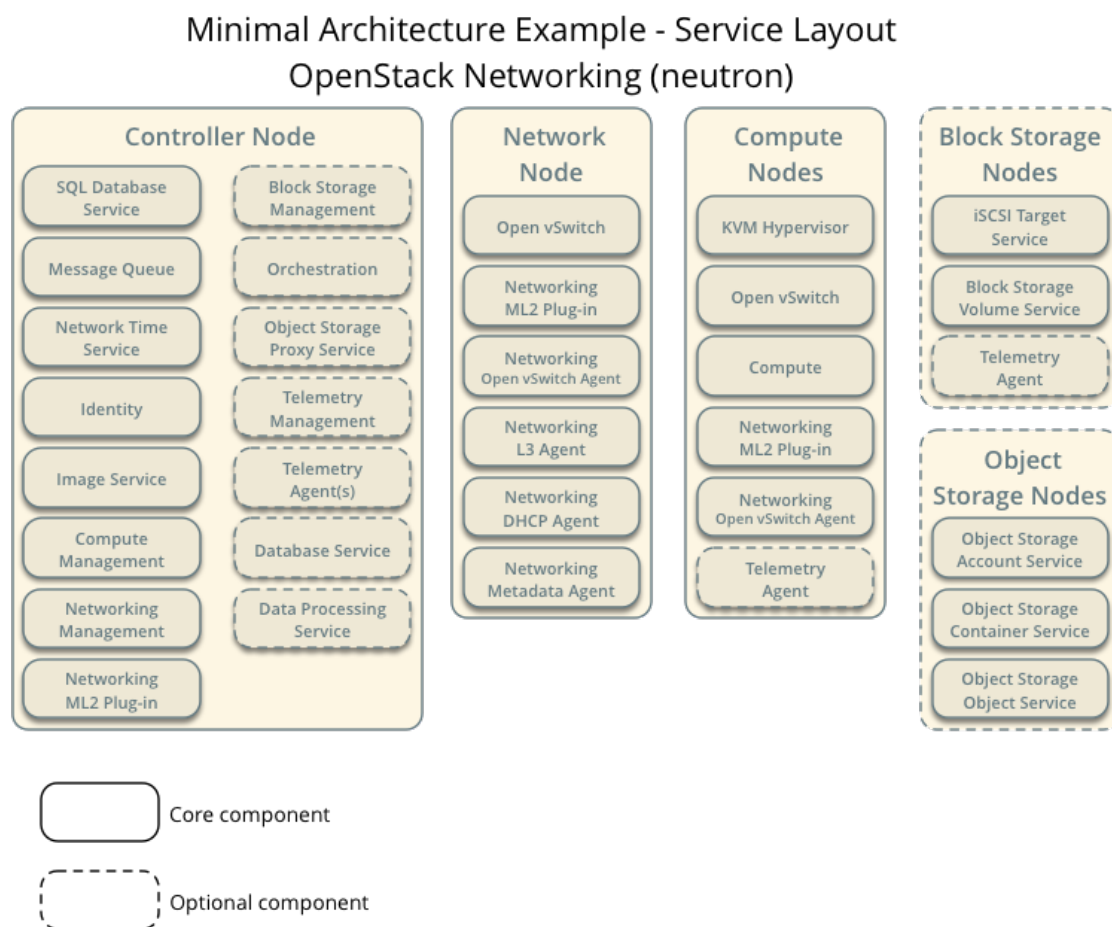 Minimal Architecture Example - Service Layout
OpenStack Networking (neutron)
Controller Node
SQL Database
Service
Message Queue
Network Time
Service
Identity
Image Service
Compute
Management
Networking
Management
Networking
ML2 Plug-in
Block Storage
Management
Orchestration
Object Storage
Proxy Service
Telemetry
Management
Telemetry
Agent(s)
Database Service
Data Processing
Service
Network
Node
Open vSwitch
Networking
ML2 Plug-in
Networking
Open vSwitch Agent
Networking
L3 Agent
Networking
DHCP Agent
Networking
Metadata Agent
Compute
Nodes
KVM Hypervisor
Open vSwitch
Compute
Networking
ML2 Plug-in
Networking
Open vSwitch Agent
Telemetry
Agent
Block Storage
Nodes
iSCSI Target
Service
Block Storage
Volume Service
Telemetry
Agent
Object
Storage Nodes
Object Storage
Account Service
Object Storage
Container Service
Object Storage
Object Service
Core component
Optional component